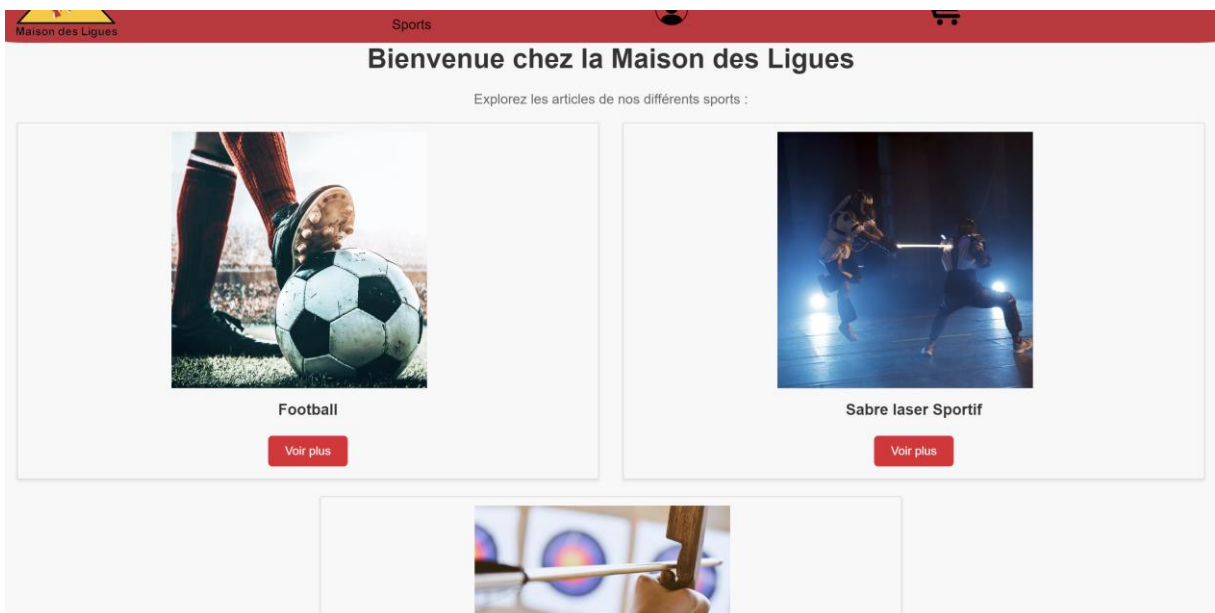 Maison des Ligues
Sports
Bienvenue chez la Maison des Ligues
Explorez les articles de nos différents sports :
Football
Sabre laser Sportif
Voir plus
Voir plus